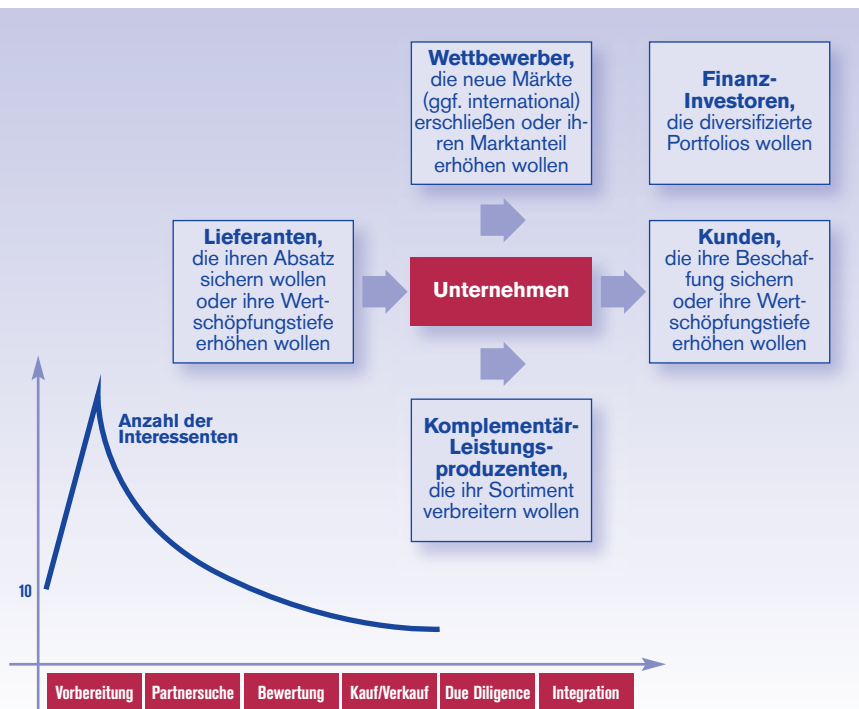 Wettbewerber,
die neue Märkte
(ggf. international)
erschließen oder ih-
ren Marktanteil
erhöhen wollen
Finanz-
Investoren,
die diversifizierte
Portfolios wollen
Lieferanten,
die ihren Absatz
sichern wollen
oder ihre Wert-
schöpfungstiefe
erhöhen wollen
Unternehmen
Kunden,
die ihre Beschaf-
fung sichern
oder ihre Wert-
schöpfungstiefe
erhöhen wollen
Anzahl der
Interessenten
Komplementär-
Leistungs-
produzenten,
die ihr Sortiment
verbreitern wollen
10
Vorbereitung Partnersuche Bewertung Kauf/Verkauf Due Diligence Integration